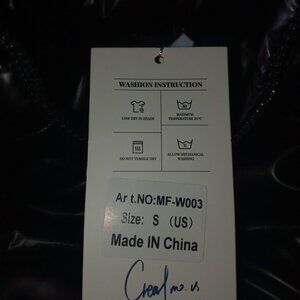 WASHION INSTRUCTION
LINE DRY IN SHADE
MAXIMUM
TEMPERATURE 30°C
DO NOT TUMBLE DRY
ALLOW MECHANICAL
WASHING
Art.NO:MF-W003
Size: S (US)
Made IN China